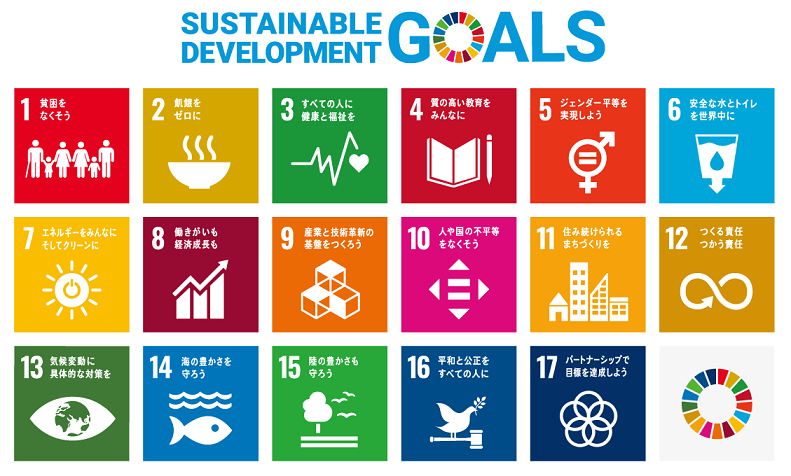 SUSTAINABLE
DEVELOPMENT
GOALS
1 貧困を
なくそう
2 飢餓を
ゼロに
3 すべての人に
健康と福祉を
4 質の高い教育を
みんなに
5 ジェンダー平等を
実現しよう
6 安全な水とトイレ
を世界中に
7 エネルギーをみんなに
そしてクリーンに
8 働きがいも
経済成長も
9 産業と技術革新の
基盤をつくろう
10 人や国の不平等
をなくそう
11 住み続けられる
まちづくりを
12 つくる責任
つかう責任
13 気候変動に
具体的な対策を
14 海の豊かさを
守ろう
15 陸の豊かさも
守ろう
16 平和と公正を
すべての人に
17 パートナーシップで
目標を達成しよう